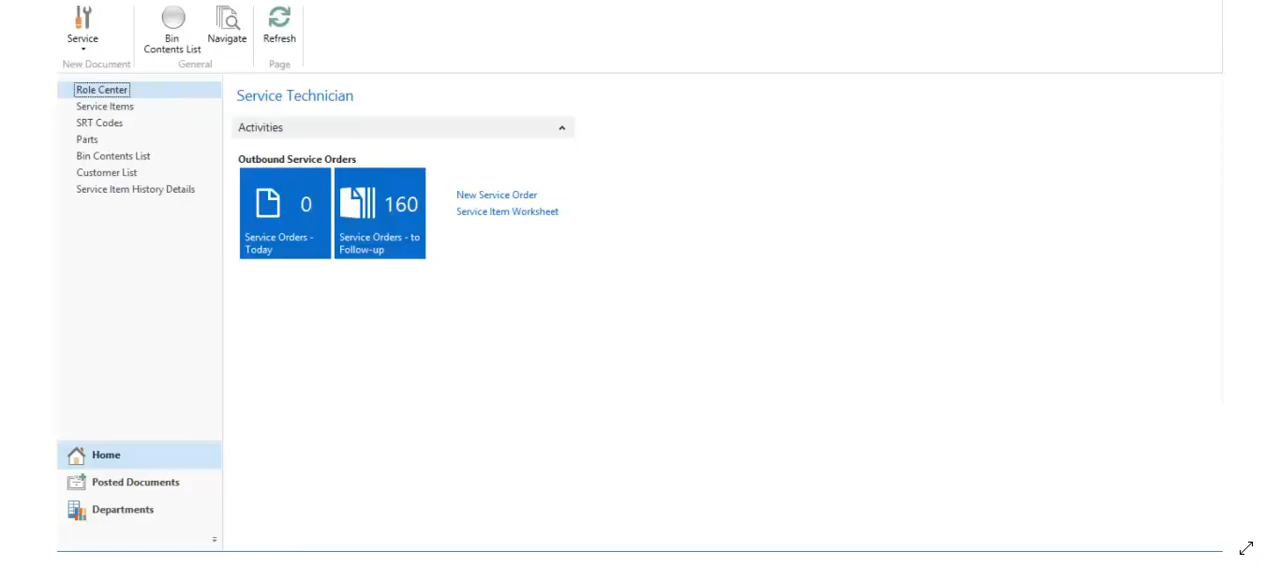 Service
Bin
Contents List
Navigate
Refresh
New Document
General
Page
Role Center
Service Items
SRT Codes
Parts
Bin Contents List
Customer List
Service Item History Details
Home
Posted Documents
Departments
Service Technician
Activities
Outbound Service Orders
0
Service Orders -
Today
160
Service Orders - to
Follow-up
New Service Order
Service Item Worksheet